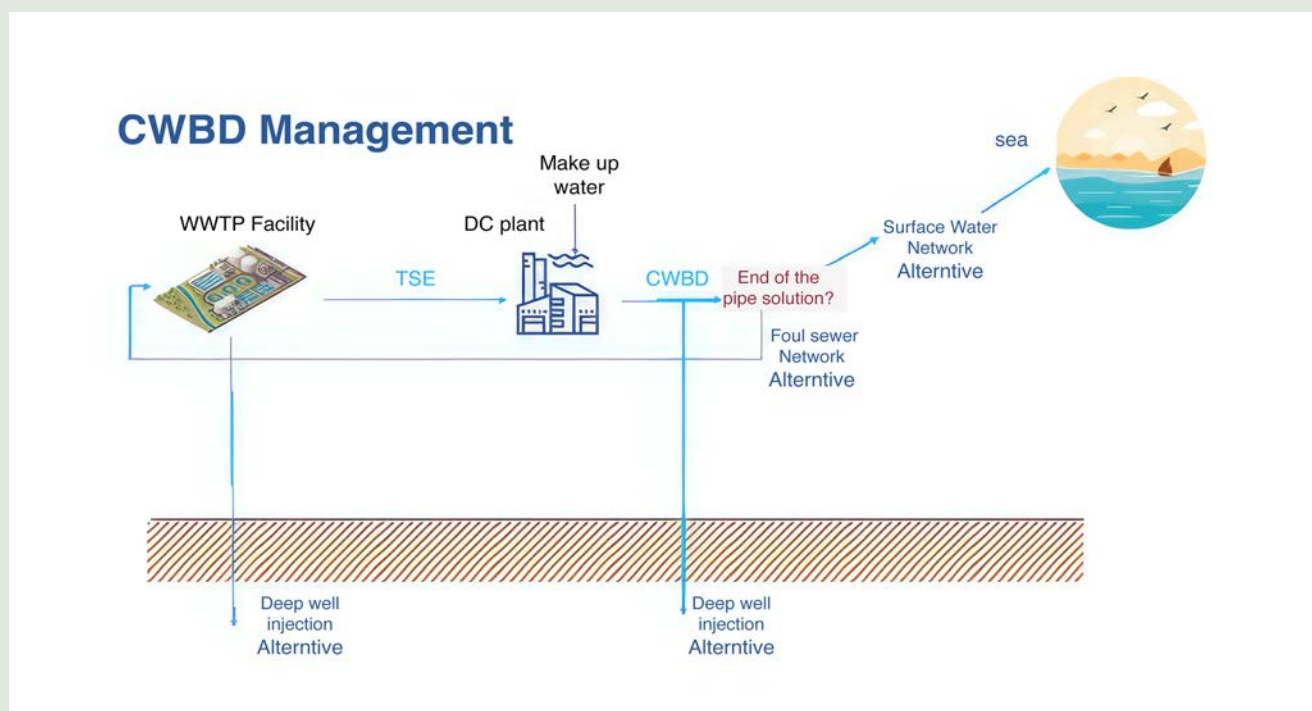 CWBD Management
sea
Make up
water
WWTP Facility
DC plant
TSE
CWBD
End of the
pipe solution?
Surface Water
Network
Alterntive
Foul sewer
Network
Alterntive
Deep well
injection
Alterntive
Deep well
injection
Alterntive